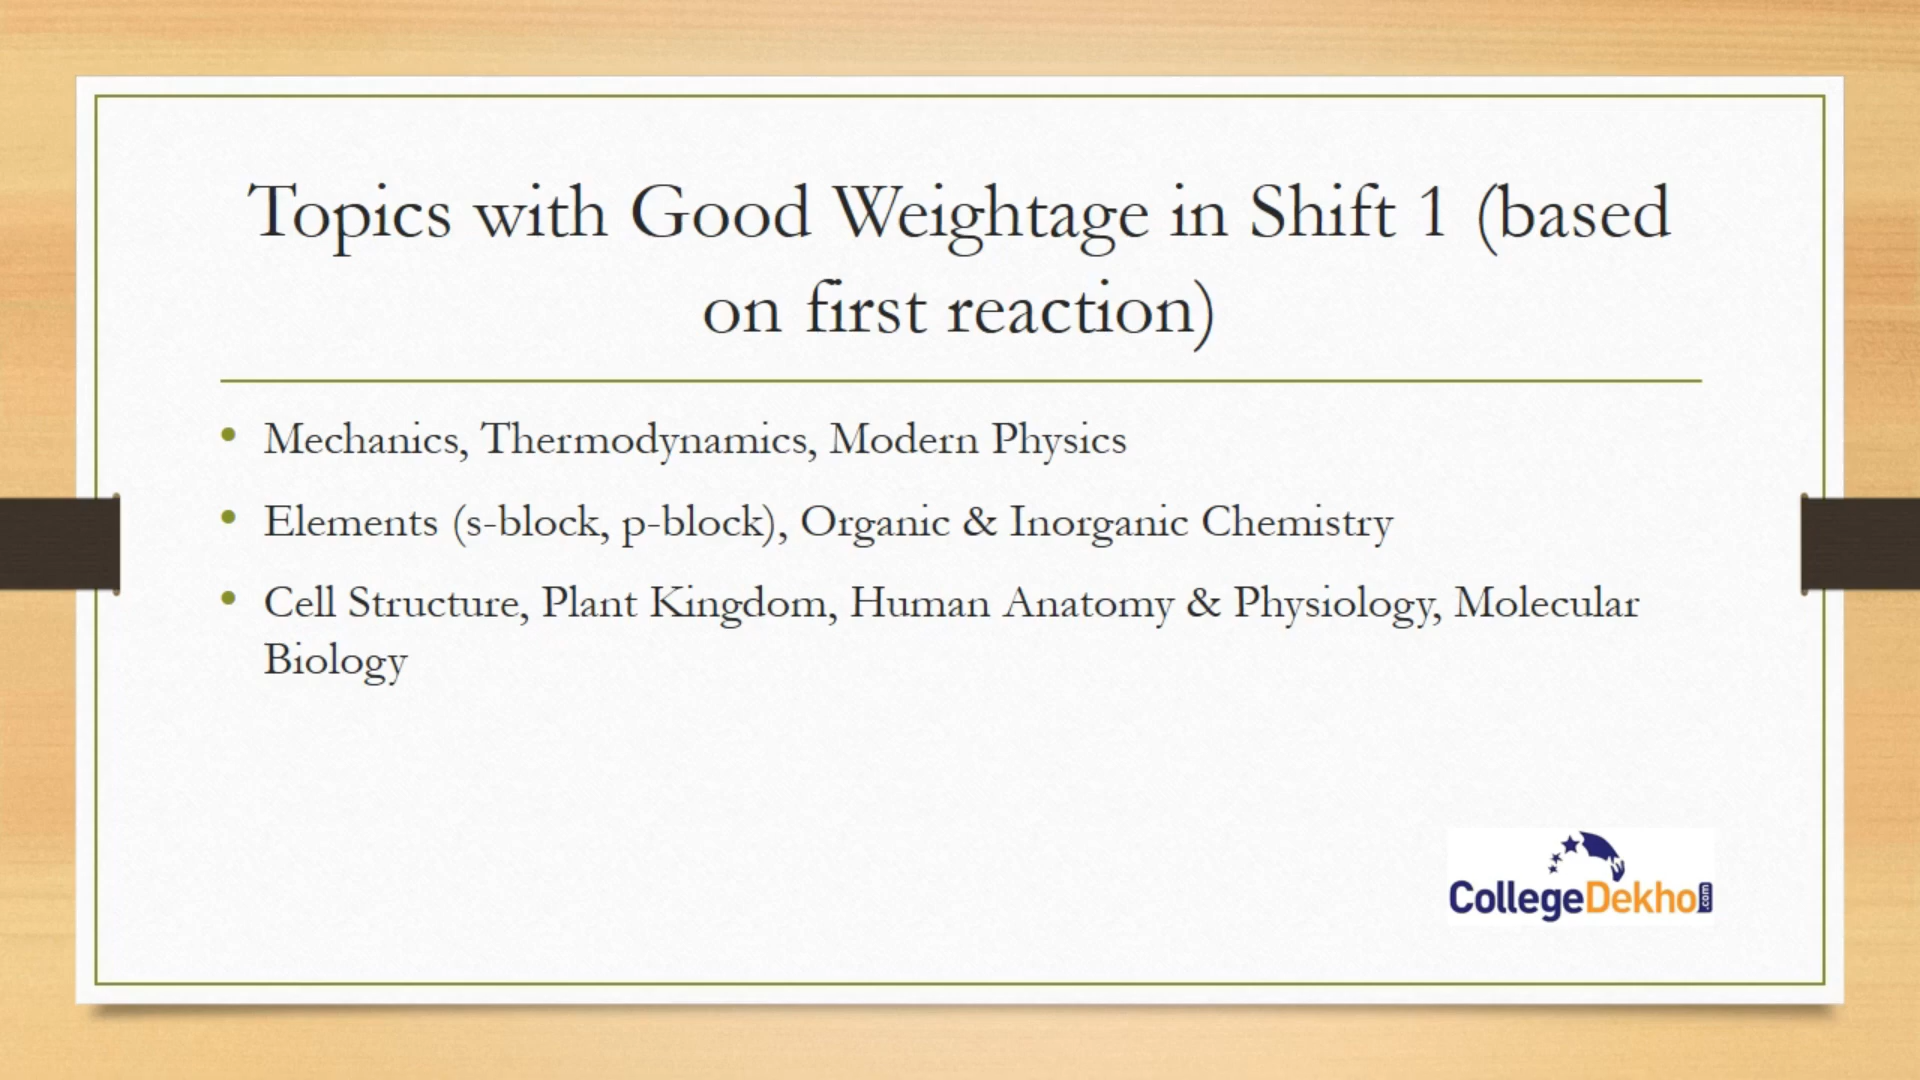 Topics with Good Weightage in Shift 1 (based
on first reaction)
• Mechanics, Thermodynamics, Modern Physics
• Elements (s-block, p-block), Organic & Inorganic Chemistry
• Cell Structure, Plant Kingdom, Human Anatomy & Physiology, Molecular
Biology
CollegeDekho.com